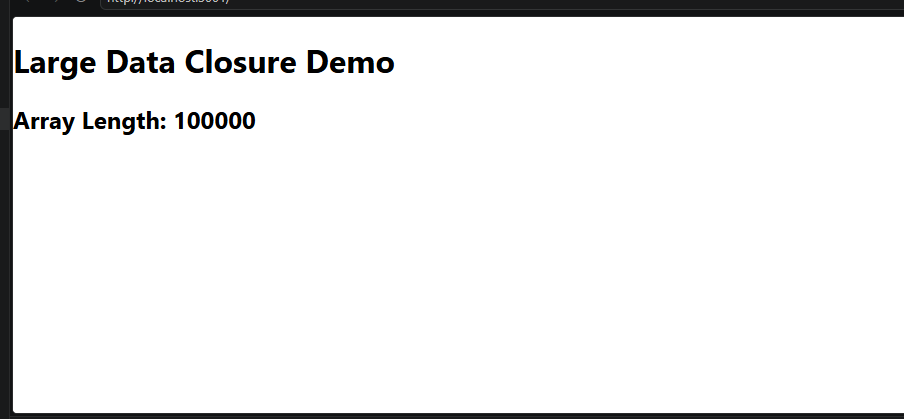 Large Data Closure Demo
Array Length: 100000